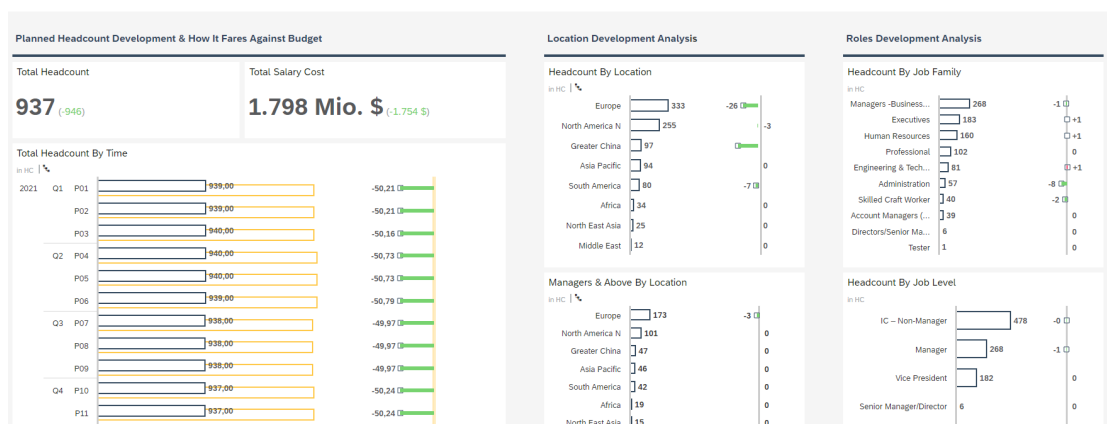 Planned Headcount Development & How It Fares Against Budget
Total Headcount
937 (-946)
Total Salary Cost
1.798 Mio. $ (-1.754 $)
Total Headcount By Time
in HC
2021 Q1 P01 939,00 -50,21
P02 939,00 -50,21
P03 940,00 -50,16
Q2 P04 940,00 -50,73
P05 940,00 -50,73
P06 939,00 -50,79
Q3 P07 938,00 -49,97
P08 938,00 -49,97
P09 938,00 -49,97
Q4 P10 937,00 -50,24
P11 937,00 -50,24
Location Development Analysis
Headcount By Location
in HC
Europe 333 -26
North America N 255 -3
Greater China 97
Asia Pacific 94 0
South America 80 -7
Africa 34 0
North East Asia 25 0
Middle East 12 0
Managers & Above By Location
in HC
Europe 173 -3
North America N 101 0
Greater China 47 0
Asia Pacific 46 0
South America 42 0
Africa 19 0
North East Asia 15 0
Roles Development Analysis
Headcount By Job Family
in HC
Managers -Business... 268 -1
Executives 183 +1
Human Resources 160 +1
Professional 102 0
Engineering & Tech... 81 +1
Administration 57 -8
Skilled Craft Worker 40 -2
Account Managers (... 39 0
Directors/Senior Ma... 6 0
Tester 1 0
Headcount By Job Level
in HC
IC – Non-Manager 478 -0
Manager 268 -1
Vice President 182 0
Senior Manager/Director 6 0